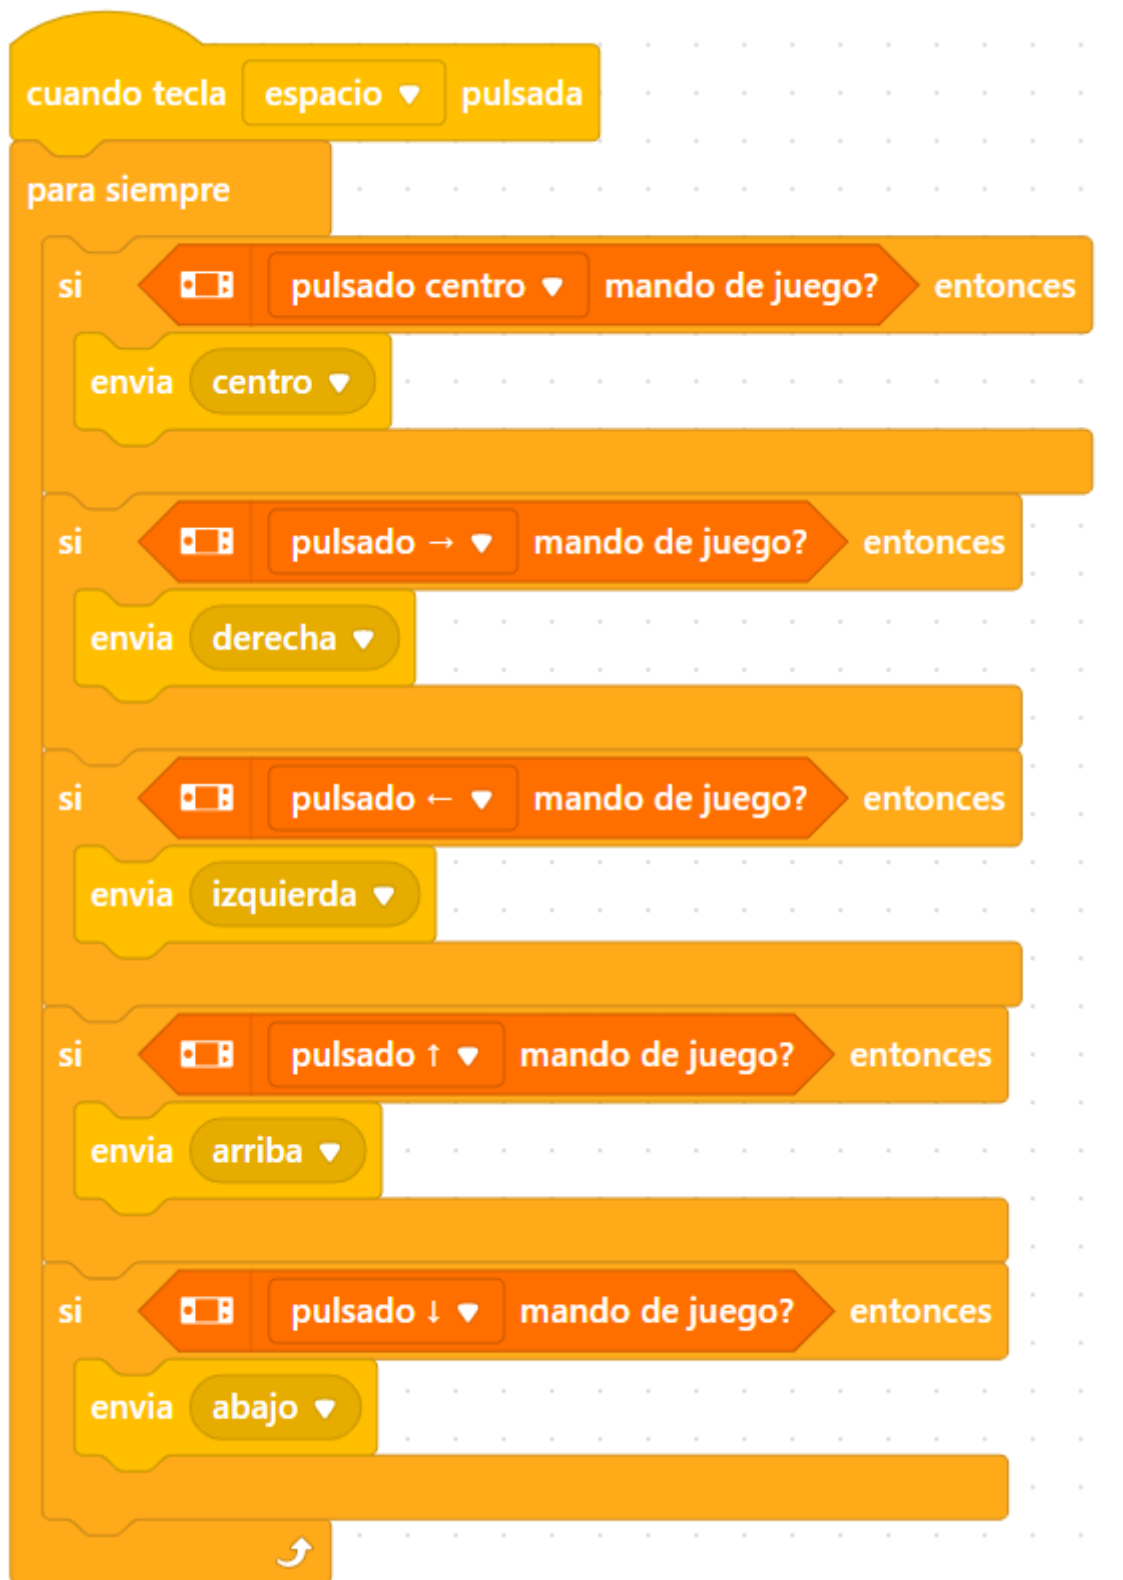 cuando tecla espacio pulsada
para siempre
si pulsado centro mando de juego? entonces
envia centro
si pulsado → mando de juego? entonces
envia derecha
si pulsado ← mando de juego? entonces
envia izquierda
si pulsado ↑ mando de juego? entonces
envia arriba
si pulsado ↓ mando de juego? entonces
envia abajo